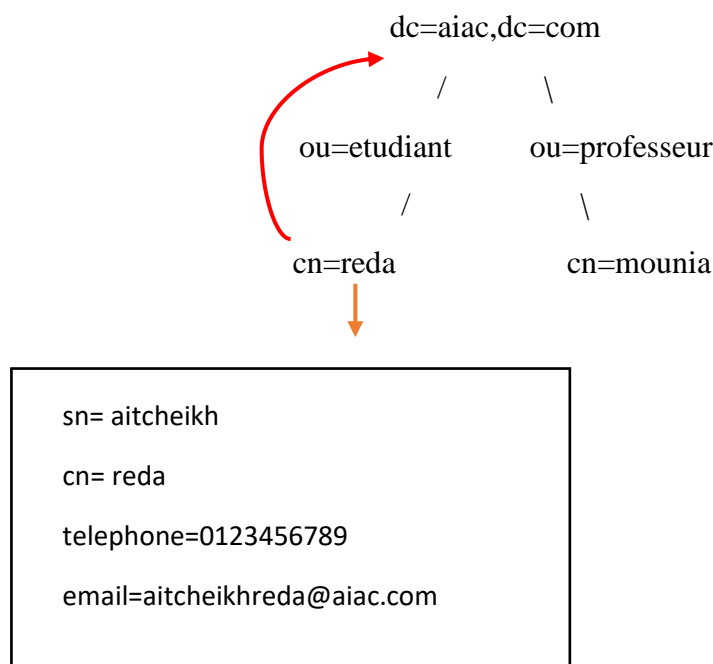 dc=aiac,dc=com
/ \
ou=etudiant ou=professeur
/ \
cn=reda cn=mounia
sn= aitcheikh
cn= reda
telephone=0123456789
email=aitcheikhreda@aiac.com